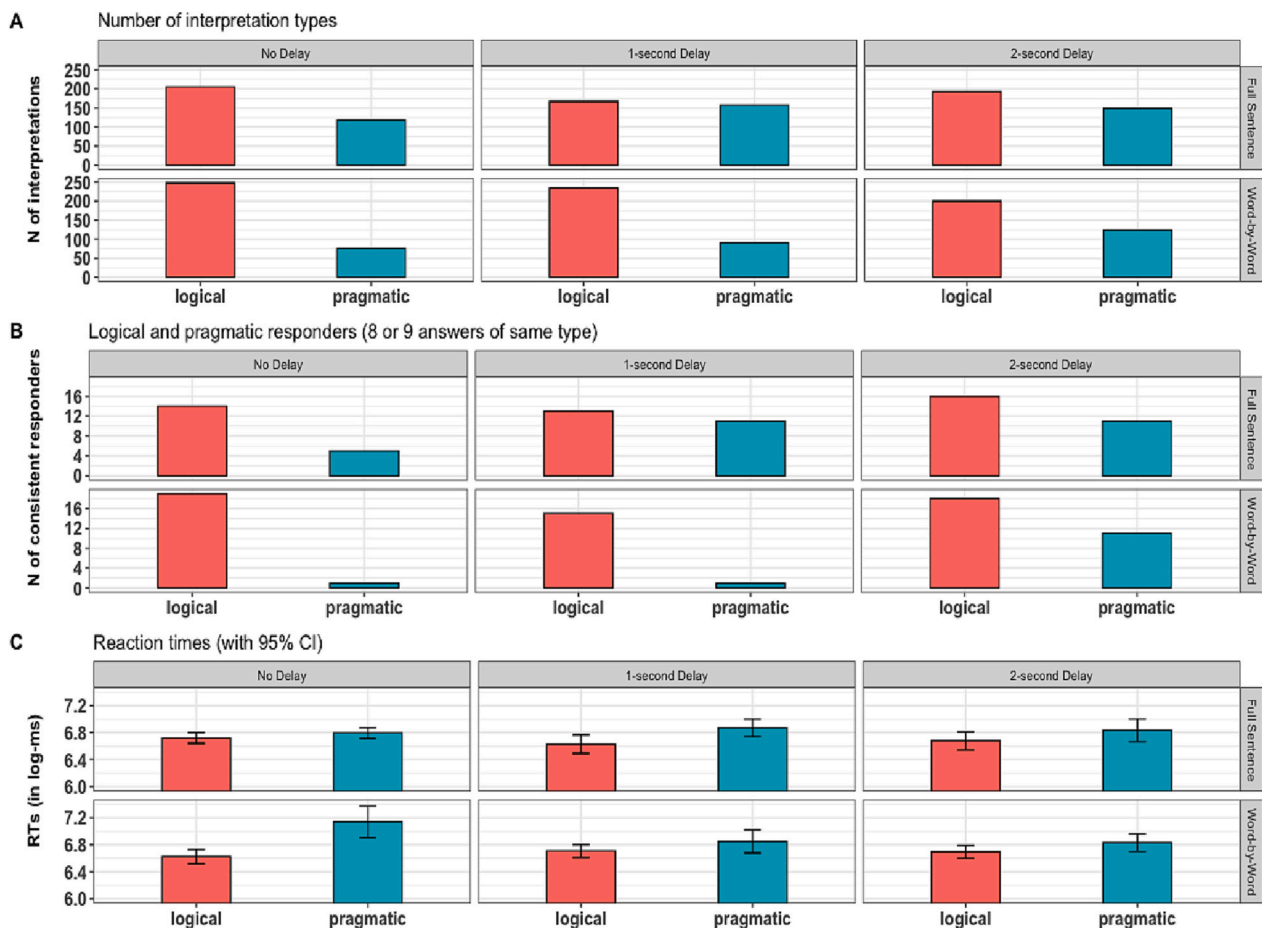 A Number of interpretation types
No Delay 1-second Delay 2-second Delay
N of interpretations
250
200
150
100
50
0
Full Sentence
250
200
150
100
50
0
Word-by-Word
logical pragmatic logical pragmatic logical pragmatic
B Logical and pragmatic responders (8 or 9 answers of same type)
No Delay 1-second Delay 2-second Delay
N of consistent responders
16
12
8
4
0
Full Sentence
16
12
8
4
0
Word-by-Word
logical pragmatic logical pragmatic logical pragmatic
C Reaction times (with 95% CI)
No Delay 1-second Delay 2-second Delay
RTs (in log-ms)
7.2
6.8
6.4
6.0
Full Sentence
7.2
6.8
6.4
6.0
Word-by-Word
logical pragmatic logical pragmatic logical pragmatic